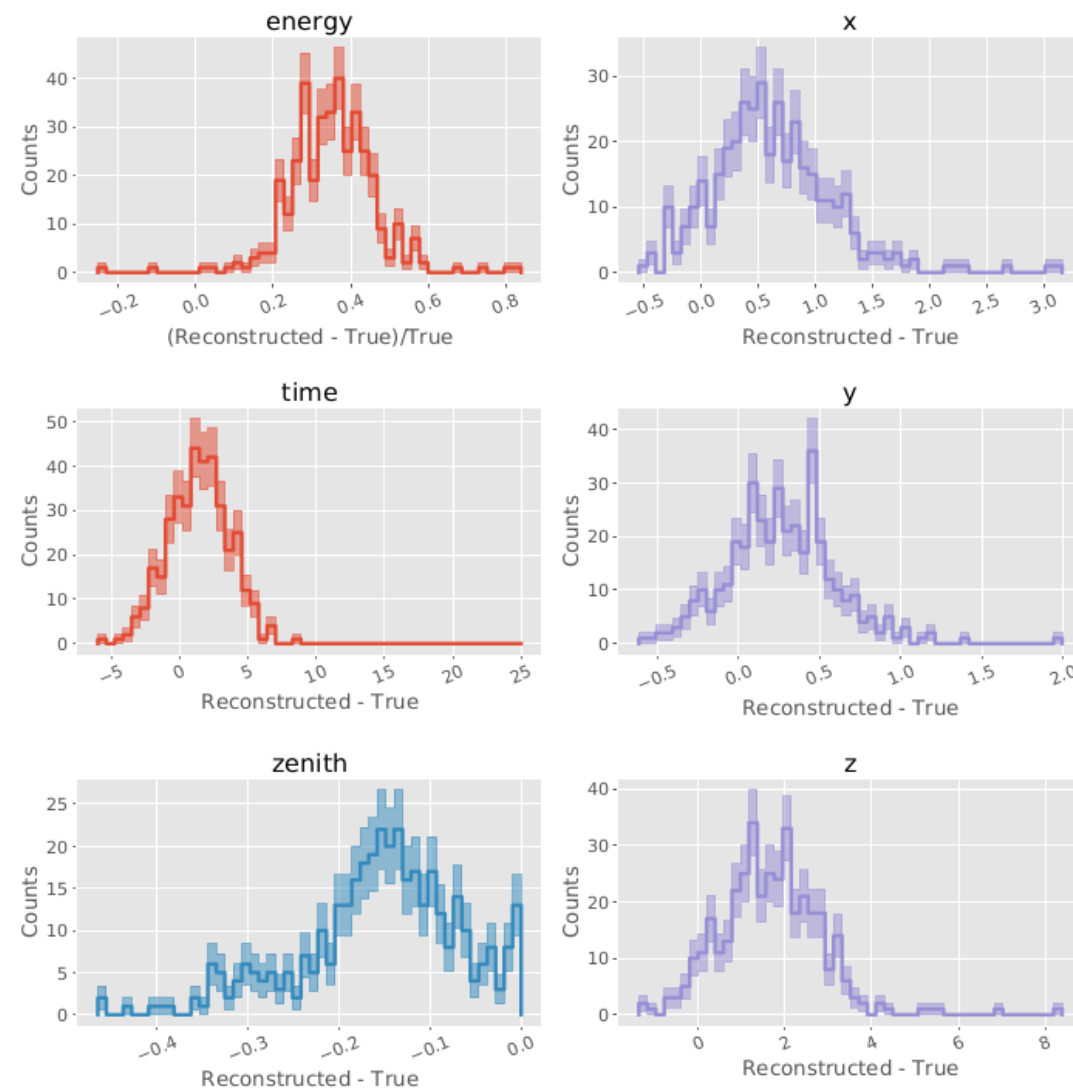 energy
Counts
40
30
20
10
0
−0.2 0.0 0.2 0.4 0.6 0.8
(Reconstructed - True)/True
x
Counts
30
20
10
0
−0.5 0.0 0.5 1.0 1.5 2.0 2.5 3.0
Reconstructed - True
time
Counts
50
40
30
20
10
0
−5 0 5 10 15 20 25
Reconstructed - True
y
Counts
40
30
20
10
0
−0.5 0.0 0.5 1.0 1.5 2.0
Reconstructed - True
zenith
Counts
25
20
15
10
5
0
−0.4 −0.3 −0.2 −0.1 0.0
Reconstructed - True
z
Counts
40
30
20
10
0
0 2 4 6 8
Reconstructed - True